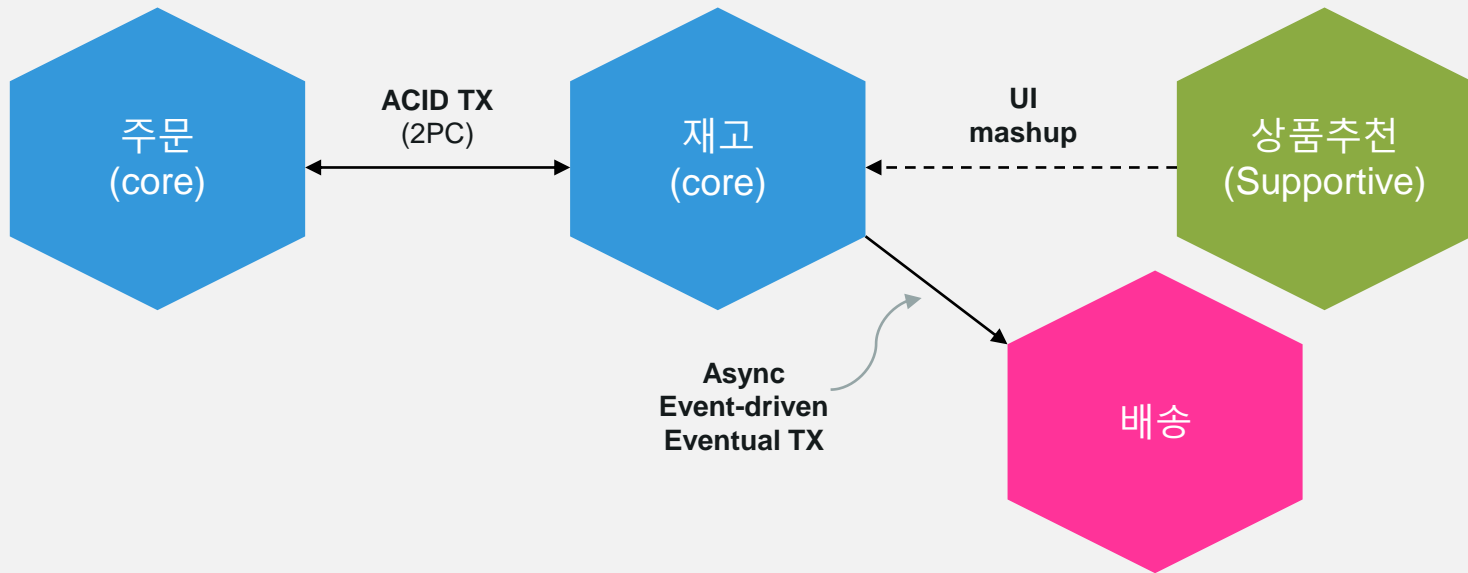 주문
(core)
ACID TX
(2PC)
재고
(core)
UI
mashup
상품추천
(Supportive)
Async
Event-driven
Eventual TX
배송